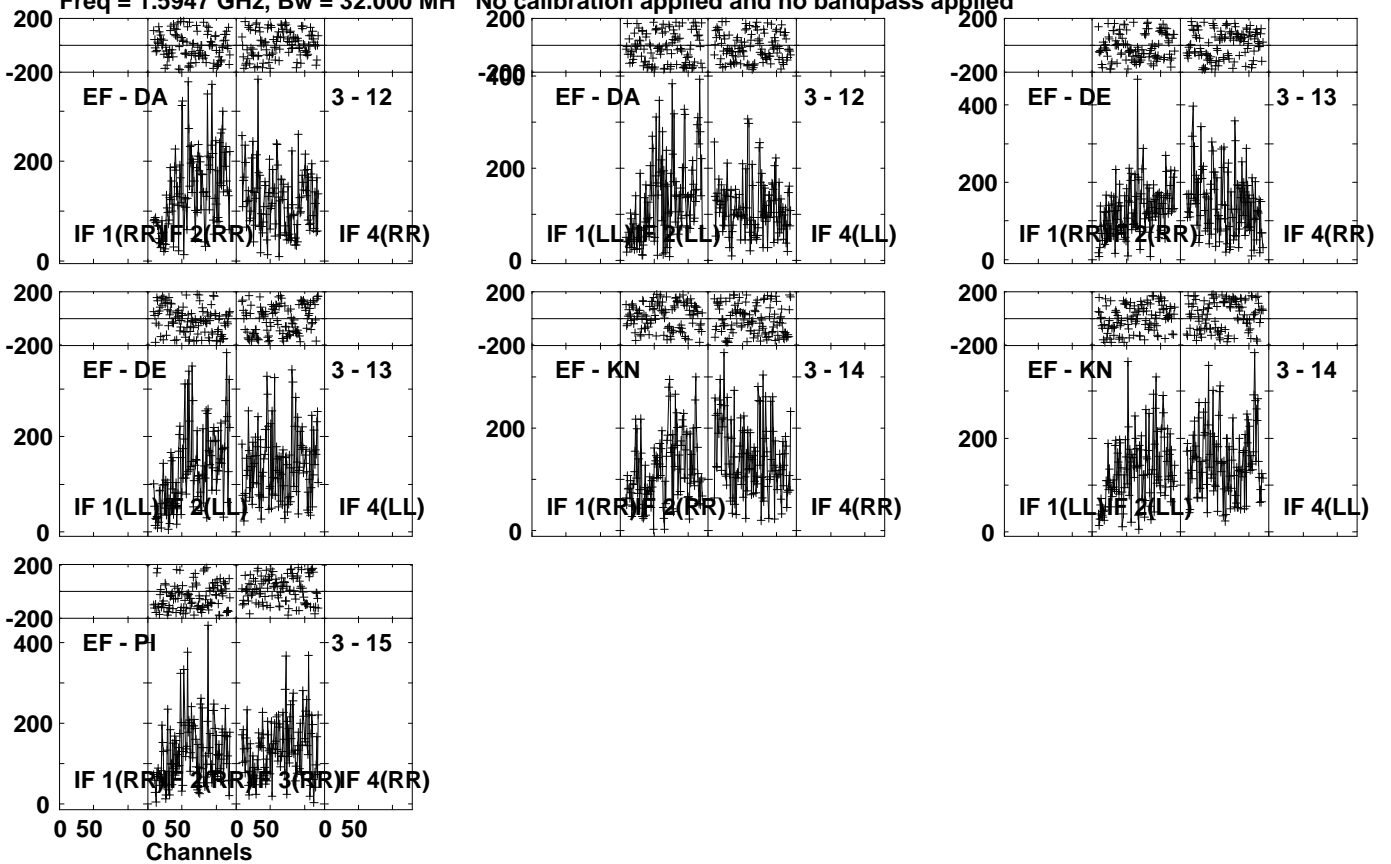 Freq = 1.5947 GHz, Bw = 32.000 MH No calibration applied and no bandpass applied
200
-200
EF - DA 3 - 12
200
0
IF 1(RR) IF 2(RR) IF 4(RR)
200
-200
400
EF - DA 3 - 12
200
0
IF 1(LL) IF 2(LL) IF 4(LL)
200
-200
400
EF - DE 3 - 13
200
0
IF 1(RR) IF 2(RR) IF 4(RR)
200
-200
EF - DE 3 - 13
200
0
IF 1(LL) IF 2(LL) IF 4(LL)
200
-200
EF - KN 3 - 14
200
0
IF 1(RR) IF 2(RR) IF 4(RR)
200
-200
EF - KN 3 - 14
200
0
IF 1(LL) IF 2(LL) IF 4(LL)
200
-200
400
EF - PI 3 - 15
200
0
IF 1(RR) IF 2(RR) IF 3(RR) IF 4(RR)
0 50 0 50 0 50 0 50
Channels